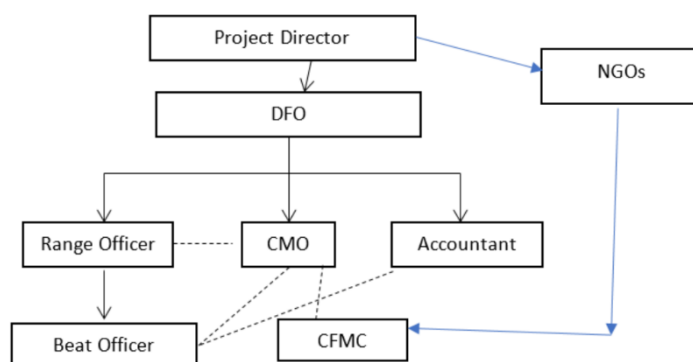 Project Director
NGOs
DFO
Range Officer
CMO
Accountant
Beat Officer
CFMC